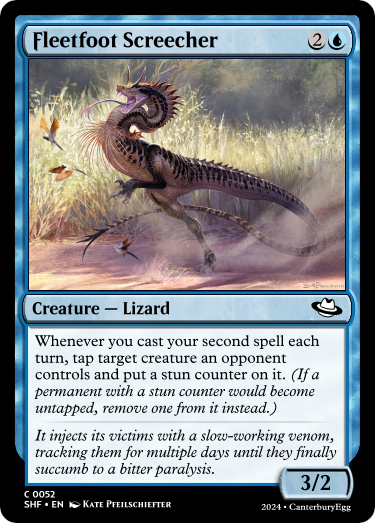 Fleetfoot Screecher 2
Creature — Lizard
Whenever you cast your second spell each
turn, tap target creature an opponent
controls and put a stun counter on it. (If a
permanent with a stun counter would become
untapped, remove one from it instead.)
It injects its victims with a slow-working venom,
tracking them for multiple days until they finally
succumb to a bitter paralysis.
3/2
C 0052
SHF • EN Kate Pfeilschiefter
2024 • CanterburyEgg